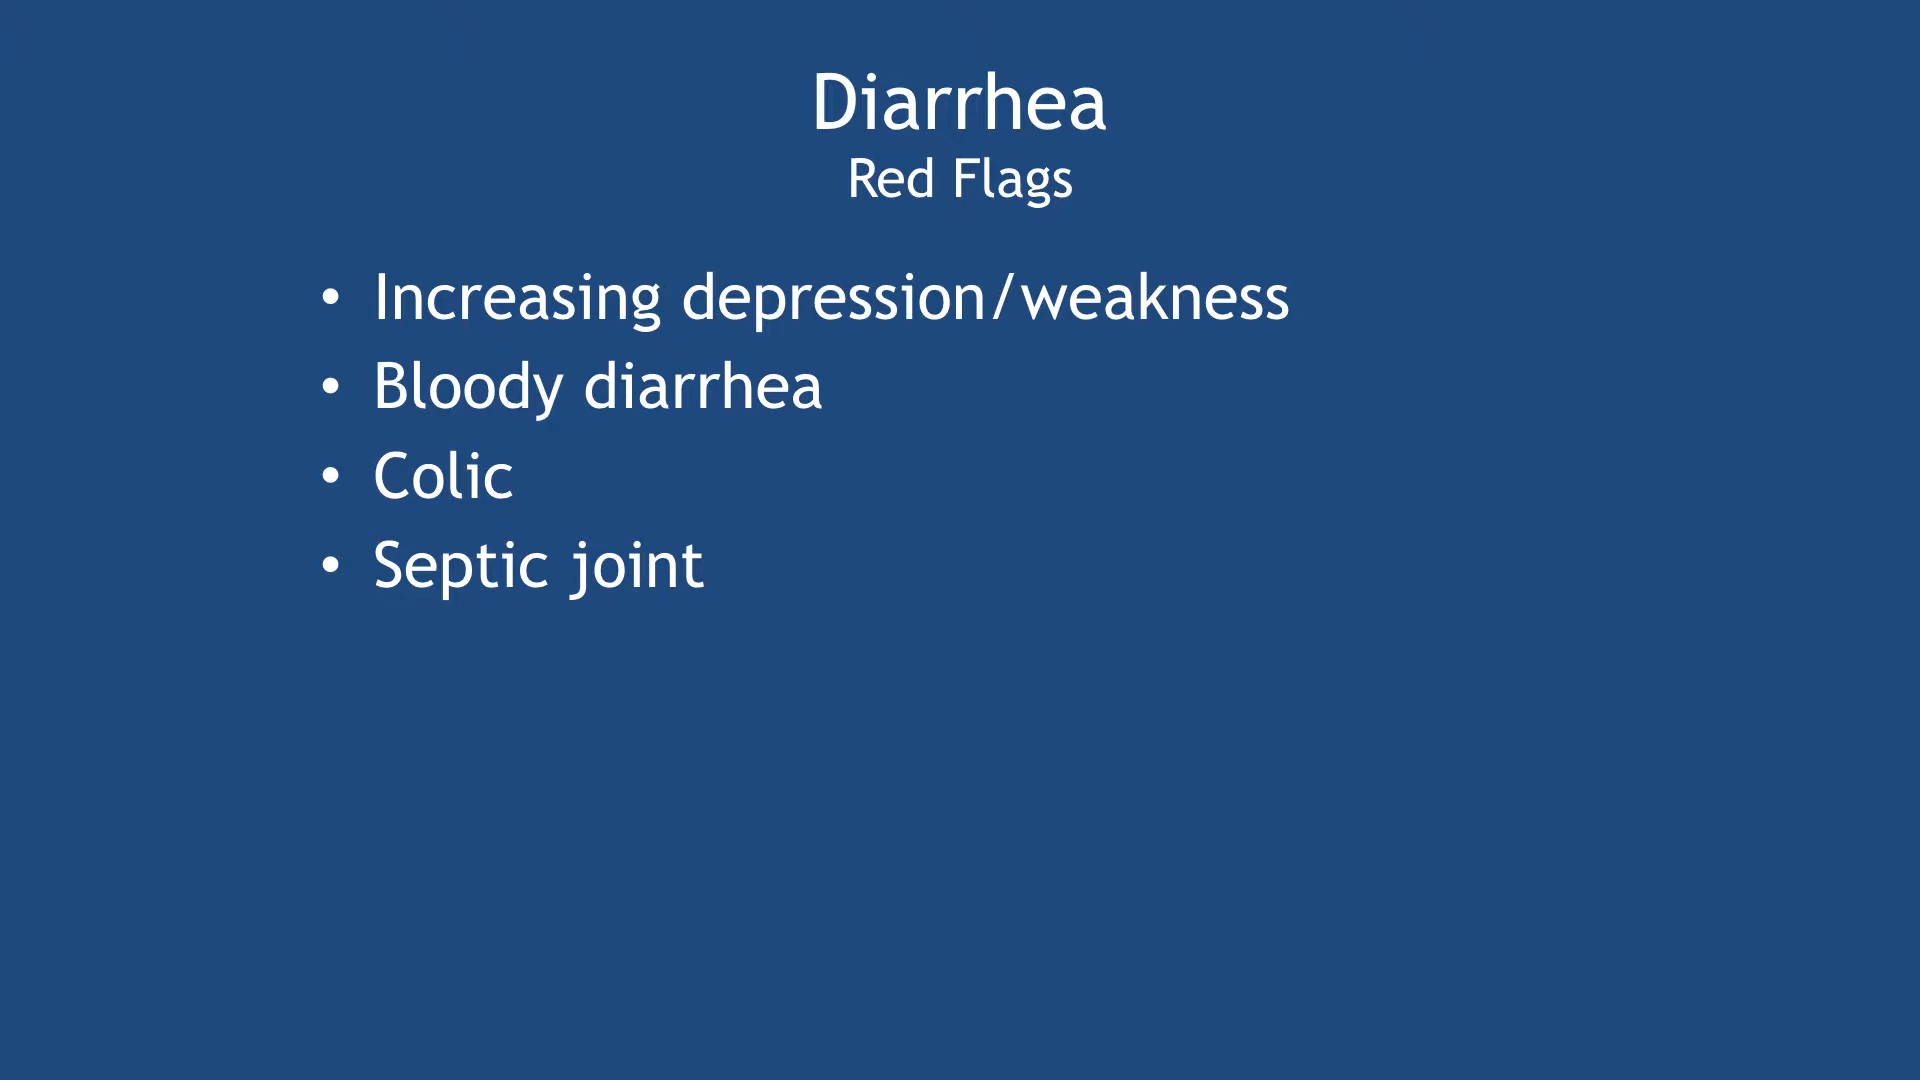 Diarrhea
Red Flags
• Increasing depression/weakness
• Bloody diarrhea
• Colic
• Septic joint